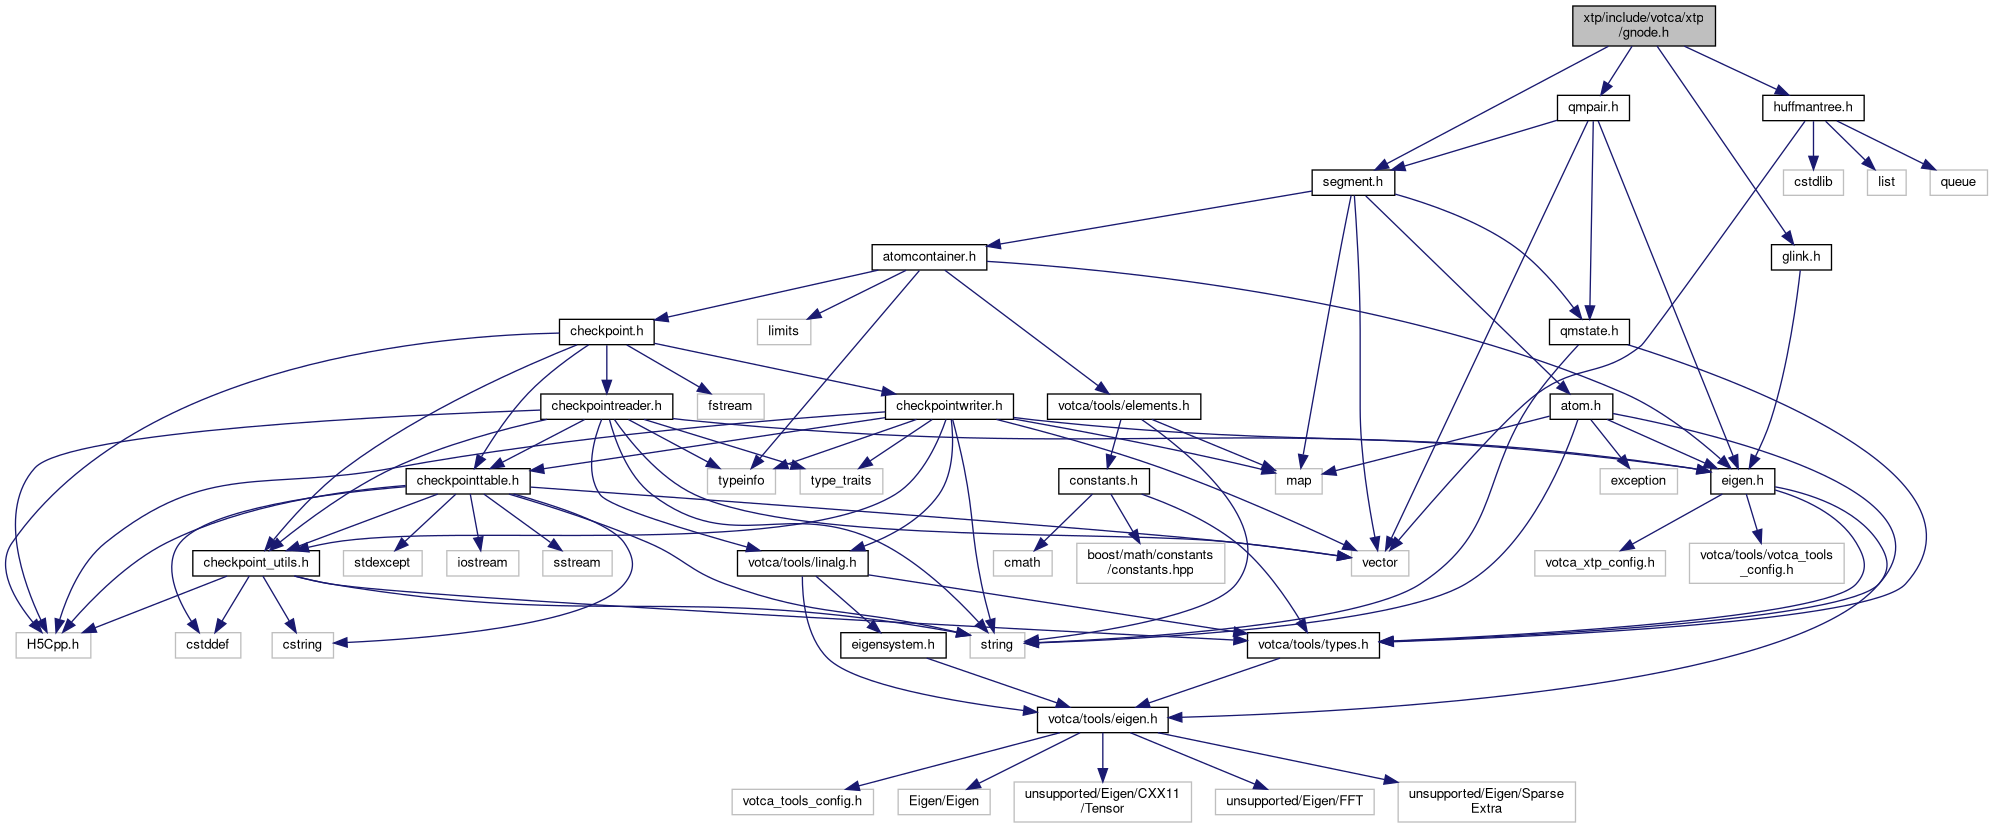 xtp/include/votca/xtp
/gnode.h
qmpair.h
huffmantree.h
segment.h
cstdlib
list
queue
atomcontainer.h
glink.h
checkpoint.h
limits
qmstate.h
checkpointreader.h
fstream
checkpointwriter.h
votca/tools/elements.h
atom.h
checkpointtable.h
typeinfo
type_traits
constants.h
map
exception
eigen.h
checkpoint_utils.h
stdexcept
iostream
sstream
votca/tools/linalg.h
cmath
boost/math/constants
/constants.hpp
vector
votca_xtp_config.h
votca/tools/votca_tools
_config.h
H5Cpp.h
cstddef
cstring
eigensystem.h
string
votca/tools/types.h
votca/tools/eigen.h
votca_tools_config.h
Eigen/Eigen
unsupported/Eigen/CXX11
/Tensor
unsupported/Eigen/FFT
unsupported/Eigen/Sparse
Extra